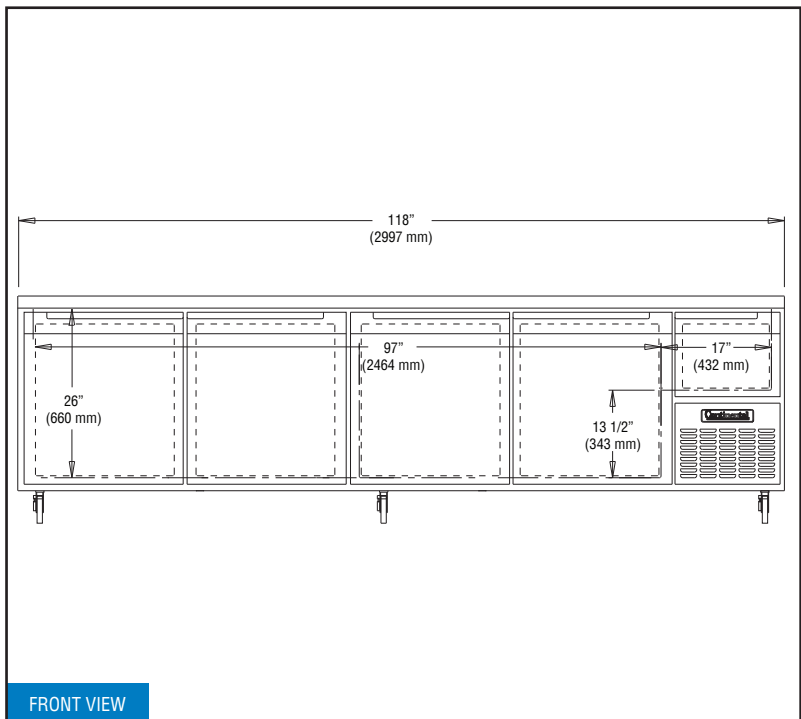 118”
(2997 mm)
97”
(2464 mm)
17”
(432 mm)
26”
(660 mm)
13 1/2”
(343 mm)
Continental
FRONT VIEW